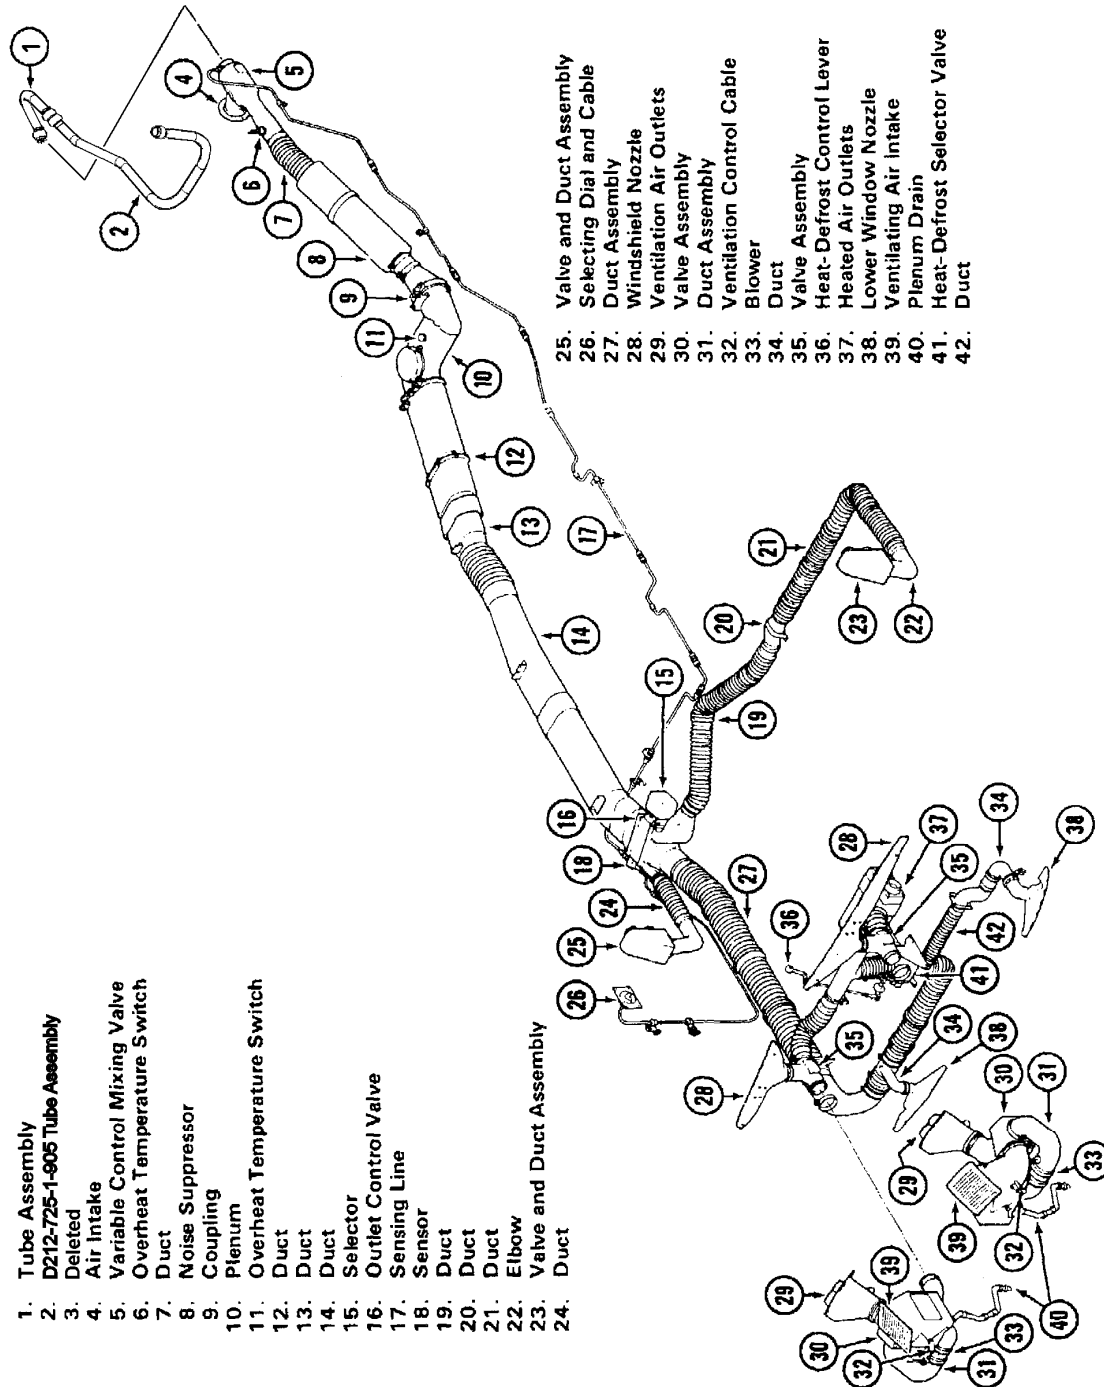 1. Tube Assembly
2. D212-725-1-905 Tube Assembly
3. Deleted
4. Air Intake
5. Variable Control Mixing Valve
6. Overheat Temperature Switch
7. Duct
8. Noise Suppressor
9. Coupling
10. Plenum
11. Overheat Temperature Switch
12. Duct
13. Duct
14. Duct
15. Selector
16. Outlet Control Valve
17. Sensing Line
18. Sensor
19. Duct
20. Duct
21. Duct
22. Elbow
23. Valve and Duct Assembly
24. Duct
25. Valve and Duct Assembly
26. Selecting Dial and Cable
27. Duct Assembly
28. Windshield Nozzle
29. Ventilation Air Outlets
30. Valve Assembly
31. Duct Assembly
32. Ventilation Control Cable
33. Blower
34. Duct
35. Valve Assembly
36. Heat-Defrost Control Lever
37. Heated Air Outlets
38. Lower Window Nozzle
39. Ventilating Air Intake
40. Plenum Drain
41. Heat-Defrost Selector Valve
42. Duct
1
2
4
5
6
7
8
9
11
10
12
13
14
17
15
16
18
19
20
21
22
23
24
25
26
27
28
36
28
37
35
34
38
42
41
35
34
38
29
30
31
33
32
39
40
29
39
30
32
31
33